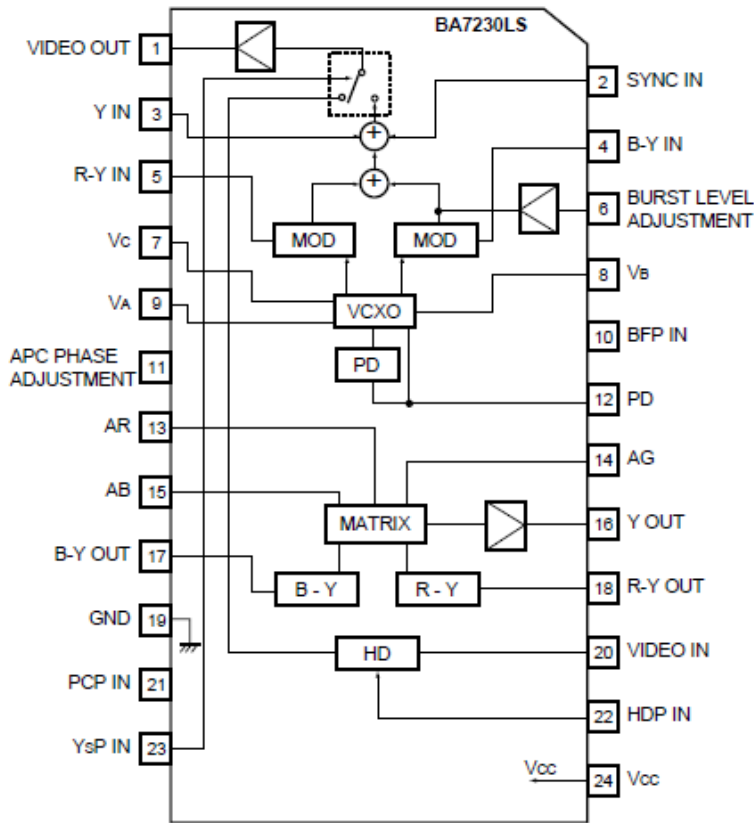 BA7230LS
VIDEO OUT 1
2 SYNC IN
Y IN 3
+
4 B-Y IN
R-Y IN 5
+
6 BURST LEVEL
ADJUSTMENT
MOD MOD
Vc 7
8 VB
VA 9
VCXO
10 BFP IN
APC PHASE
ADJUSTMENT 11
PD
12 PD
AR 13
14 AG
AB 15
MATRIX
16 Y OUT
B-Y OUT 17
B - Y R - Y
18 R-Y OUT
GND 19
HD
20 VIDEO IN
PCP IN 21
22 HDP IN
YsP IN 23
Vcc
24 Vcc